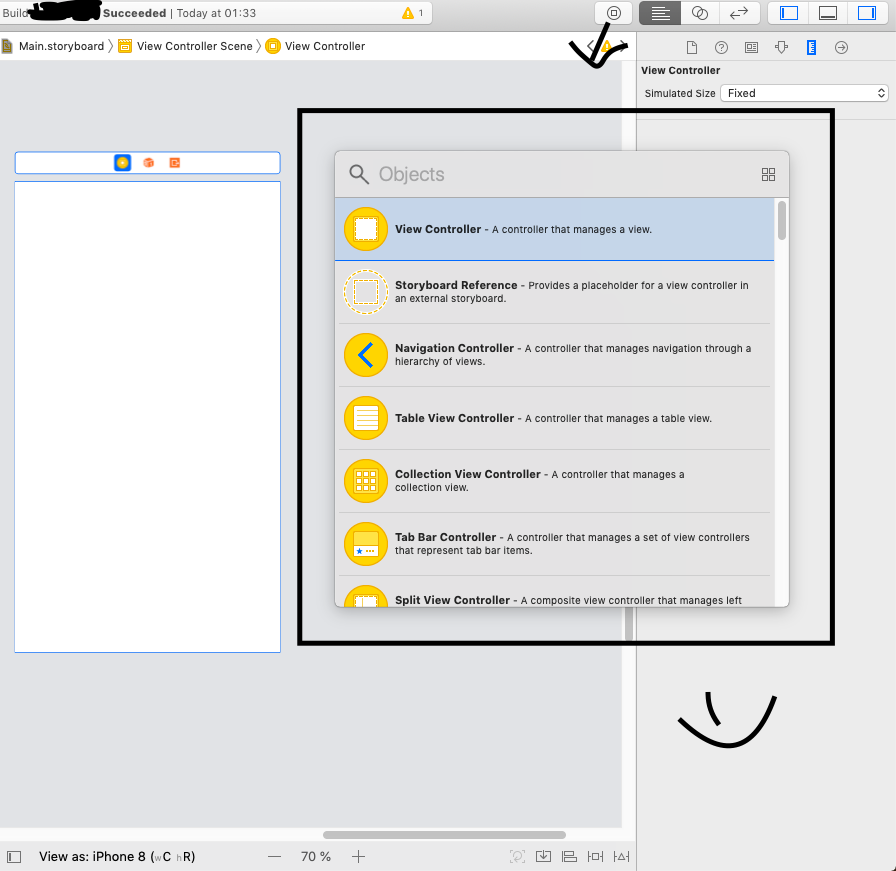 Build Succeeded | Today at 01:33 1
Main.storyboard View Controller Scene View Controller
View Controller
Simulated Size Fixed
Objects
View Controller - A controller that manages a view.
Storyboard Reference - Provides a placeholder for a view controller in
an external storyboard.
Navigation Controller - A controller that manages navigation through a
hierarchy of views.
Table View Controller - A controller that manages a table view.
Collection View Controller - A controller that manages a
collection view.
Tab Bar Controller - A controller that manages a set of view controllers
that represent tab bar items.
Split View Controller - A composite view controller that manages left
View as: iPhone 8 (wC hR) 70 %